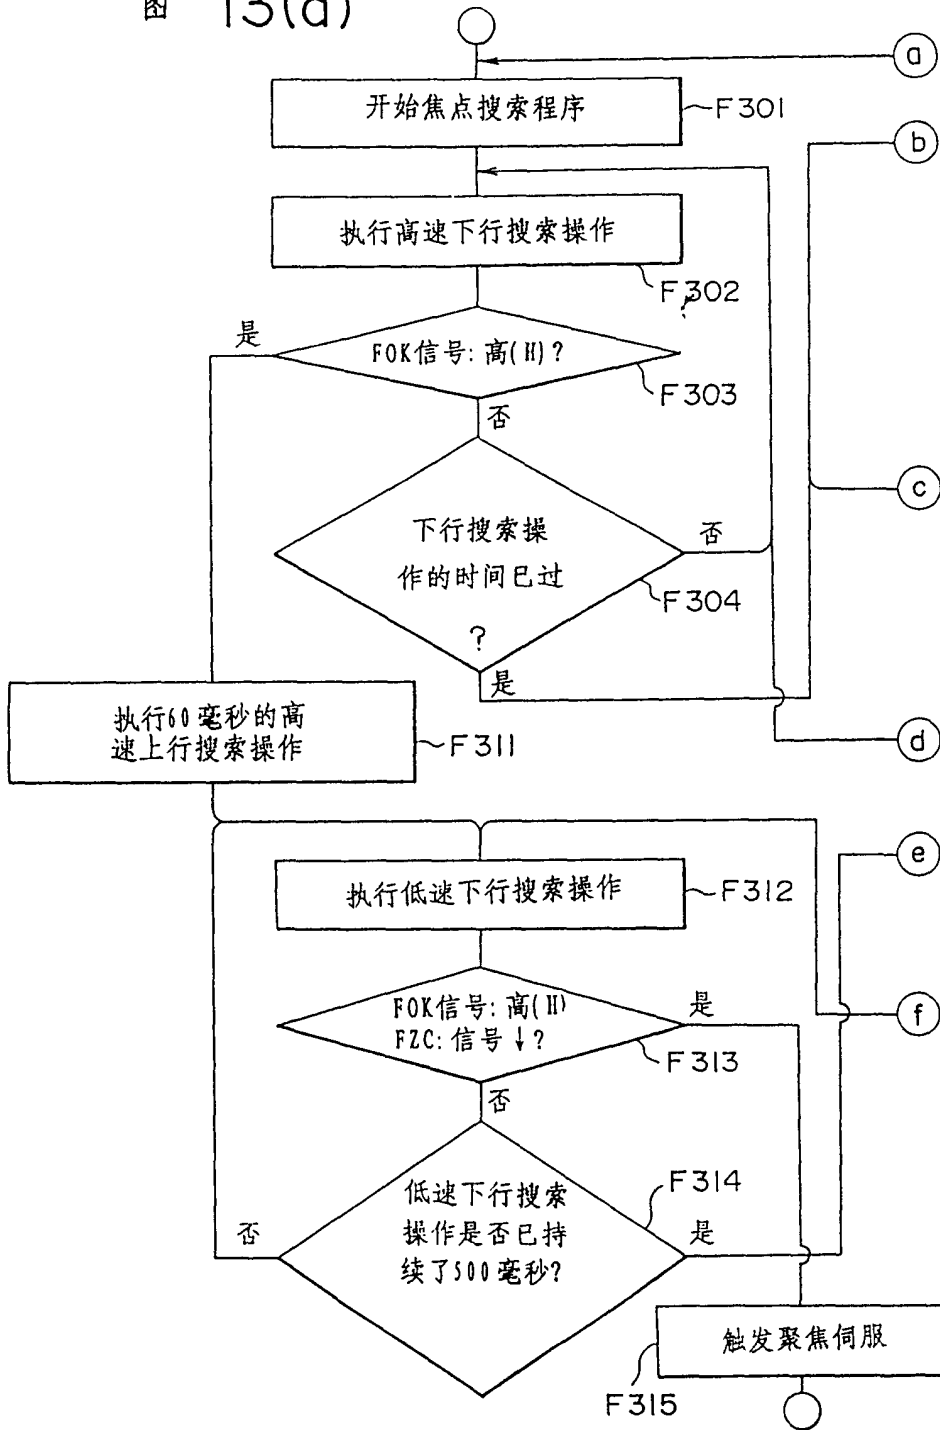 图 13(a)
a
开始焦点搜索程序
F301
b
执行高速下行搜索操作
F302
是
FOK信号:高(H)?
F303
否
c
下行搜索操
作的时间已过
?
否
F304
是
执行60毫秒的高
速上行搜索操作
F311
d
e
执行低速下行搜索操作
F312
FOK信号:高(H)
FZC:信号↓?
是
f
F313
否
低速下行搜索
操作是否已持
续了500毫秒?
F314
否
是
触发聚焦伺服
F315